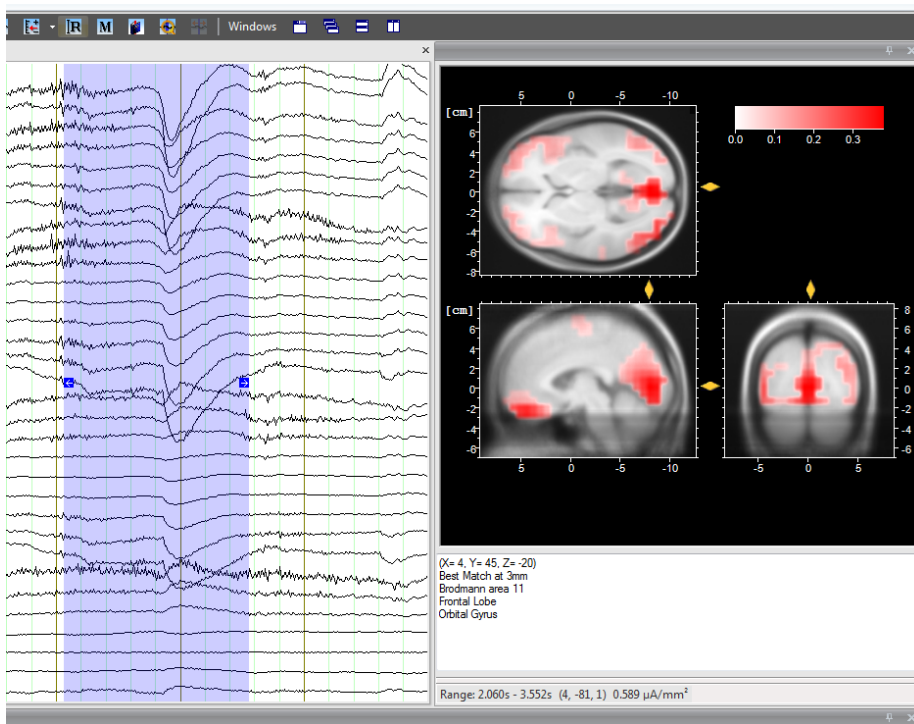 R M Windows
5 0 -5 -10
[cm]
6
4
2
0
-2
-4
-6
-8
0.0 0.1 0.2 0.3
[cm]
6
4
2
0
-2
-4
-6
8
6
4
2
0
-2
-4
-6
5 0 -5 -10
-5 0 5
(X= 4, Y= 45, Z= -20)
Best Match at 3mm
Brodmann area 11
Frontal Lobe
Orbital Gyrus
Range: 2.060s - 3.552s (4, -81, 1) 0.589 µA/mm²